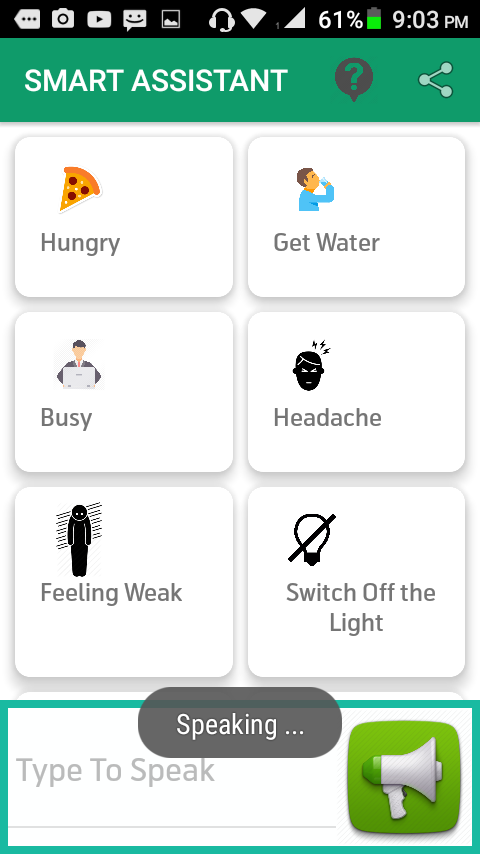 61% 9:03 PM
SMART ASSISTANT
?
Hungry
Get Water
Busy
Headache
Feeling Weak
Switch Off the
Light
Speaking ...
Type To Speak